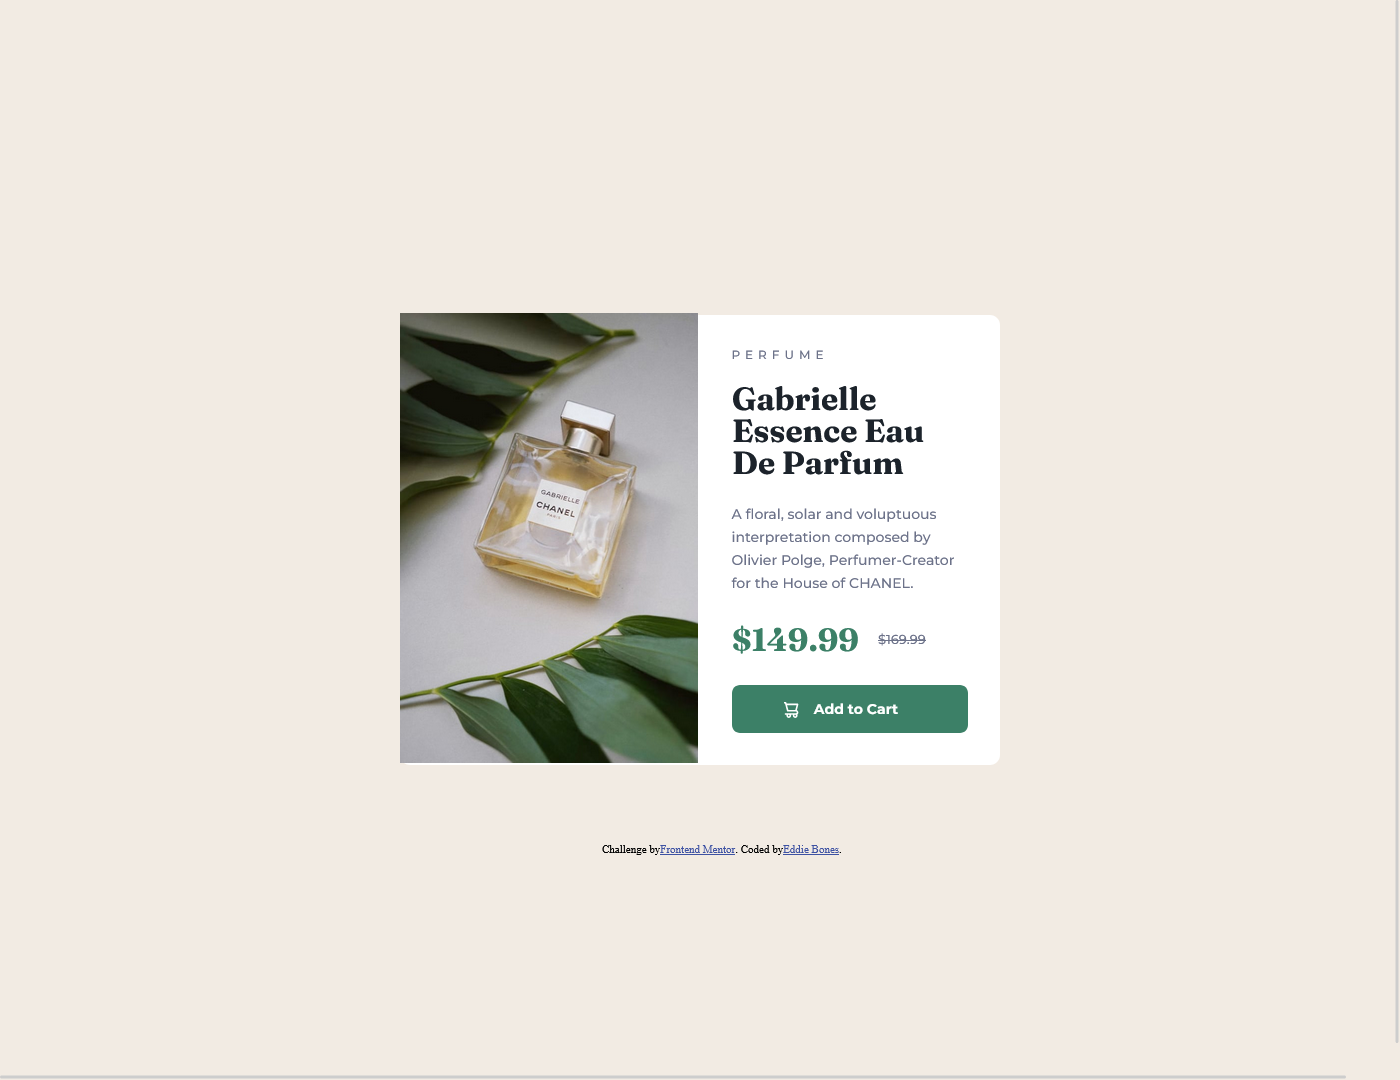 GABRIELLE
CHANEL
PARIS
PERFUME
Gabrielle
Essence Eau
De Parfum
A floral, solar and voluptuous
interpretation composed by
Olivier Polge, Perfumer-Creator
for the House of CHANEL.
$149.99 $169.99
Add to Cart
Challenge byFrontend Mentor. Coded byEddie Bones.